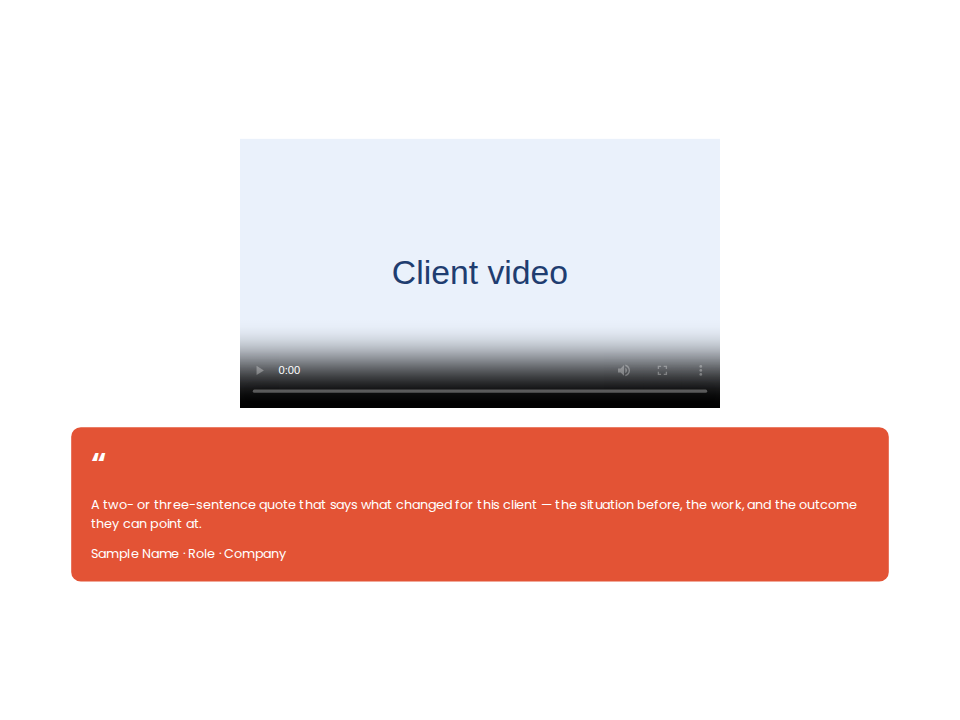 Client video
0:00
“
A two- or three-sentence quote that says what changed for this client — the situation before, the work, and the outcome
they can point at.
Sample Name · Role · Company